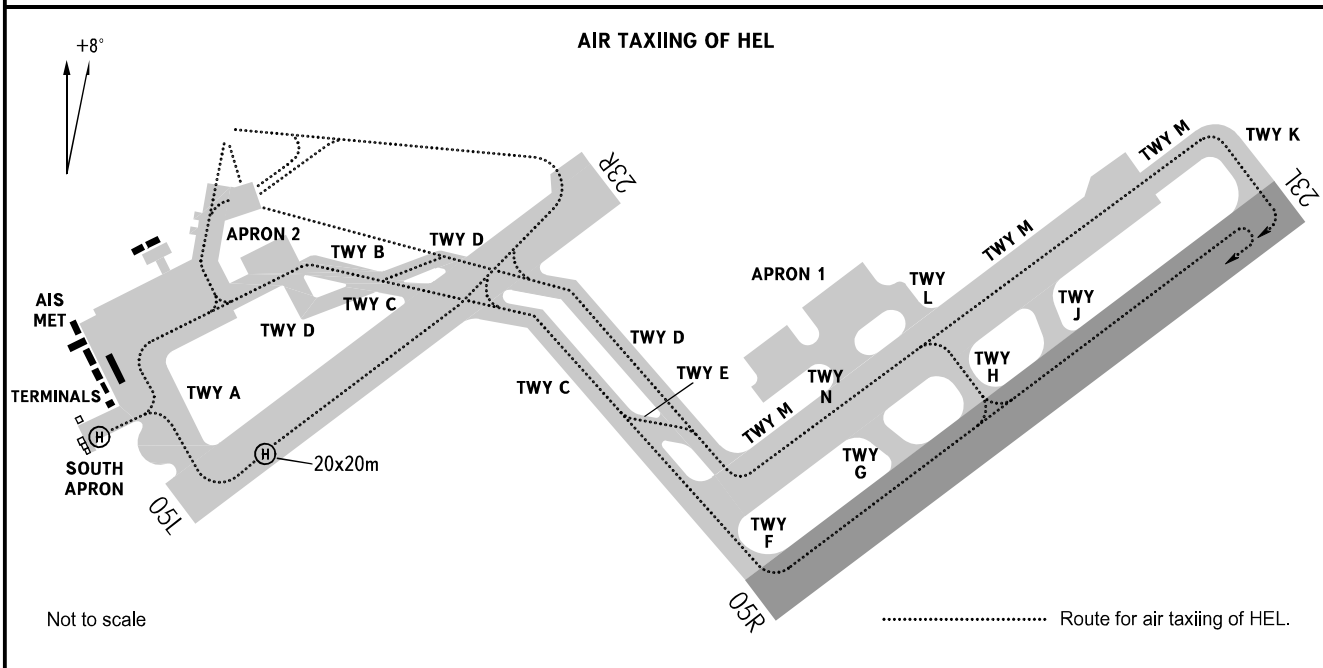 AIR TAXIING OF HEL
+8°
TWY M
TWY K
23R
23L
APRON 2
TWY B
TWY D
TWY M
APRON 1
TWY
L
TWY
J
AIS
MET
TWY C
TWY D
TWY D
TWY E
TWY
H
TERMINALS
TWY A
TWY C
TWY
N
TWY M
H
H
20x20m
SOUTH
APRON
TWY
G
05L
TWY
F
05R
Not to scale
Route for air taxiing of HEL.